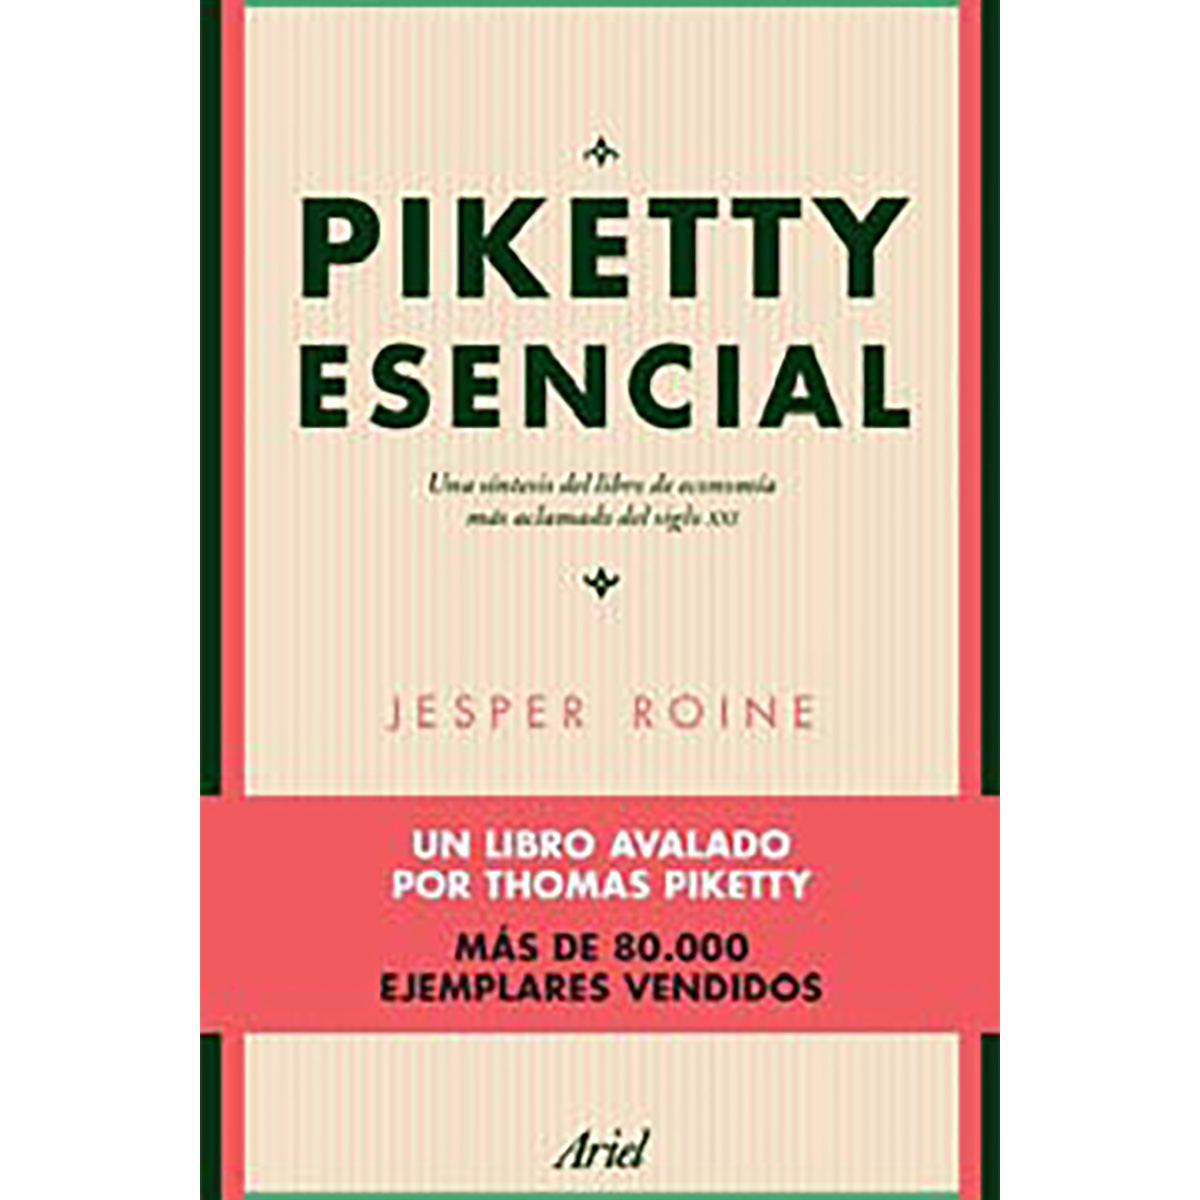 PIKETTY
ESENCIAL
Una síntesis del libro de economía
más aclamado del siglo XXI
JESPER ROINE
UN LIBRO AVALADO
POR THOMAS PIKETTY
MÁS DE 80.000
EJEMPLARES VENDIDOS
Ariel